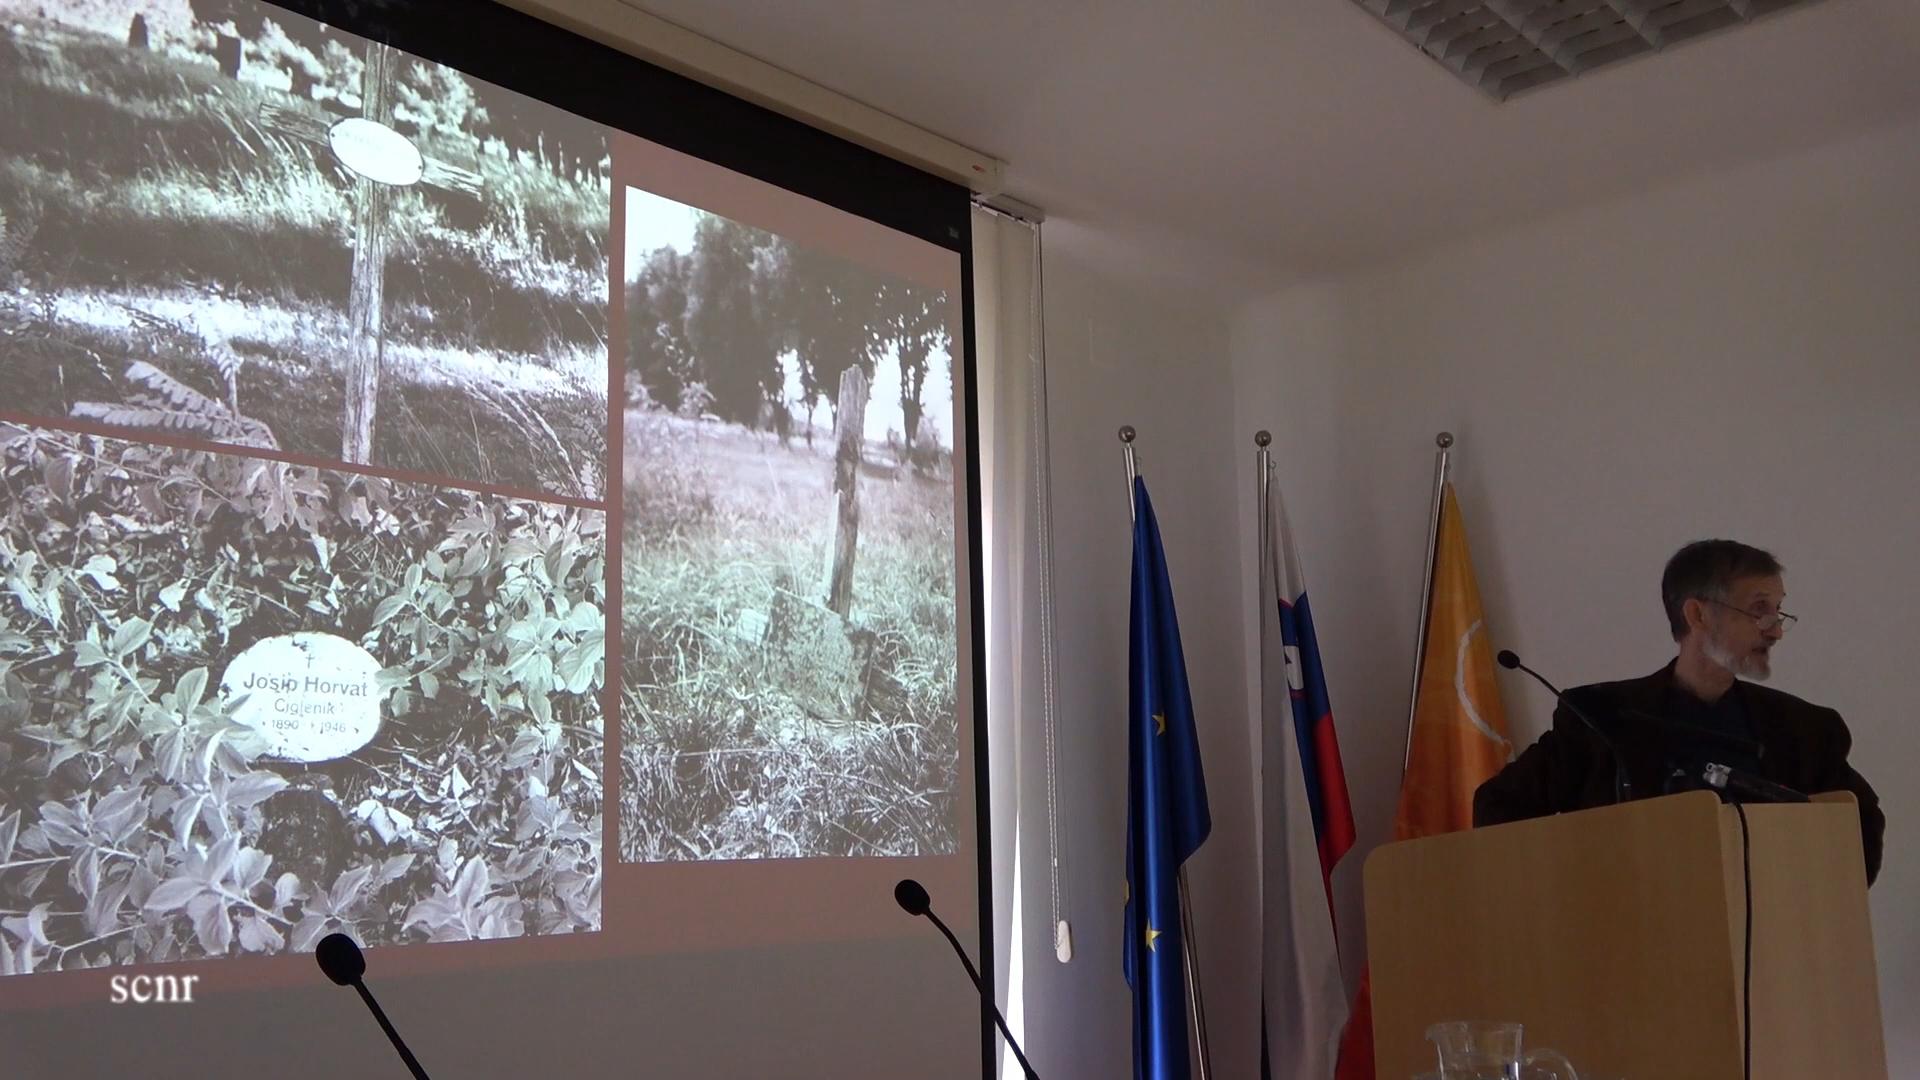 Josip Horvat
Ciglenik
* 1890 † 1946
scnr